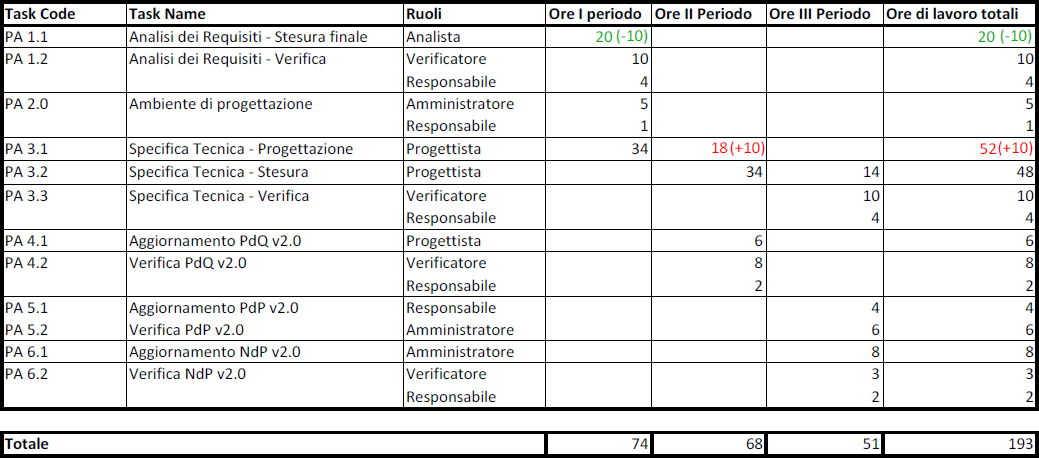 Task Code Task Name Ruoli Ore I periodo Ore II Periodo Ore III Periodo Ore di lavoro totali
PA 1.1 Analisi dei Requisiti - Stesura finale Analista 20 (-10) 20 (-10)
PA 1.2 Analisi dei Requisiti - Verifica Verificatore 10 10
Responsabile 4 4
PA 2.0 Ambiente di progettazione Amministratore 5 5
Responsabile 1 1
PA 3.1 Specifica Tecnica - Progettazione Progettista 34 18 (+10) 52 (+10)
PA 3.2 Specifica Tecnica - Stesura Progettista 34 14 48
PA 3.3 Specifica Tecnica - Verifica Verificatore 10 10
Responsabile 4 4
PA 4.1 Aggiornamento PdQ v2.0 Progettista 6 6
PA 4.2 Verifica PdQ v2.0 Verificatore 8 8
Responsabile 2 2
PA 5.1 Aggiornamento PdP v2.0 Responsabile 4 4
PA 5.2 Verifica PdP v2.0 Amministratore 6 6
PA 6.1 Aggiornamento NdP v2.0 Amministratore 8 8
PA 6.2 Verifica NdP v2.0 Verificatore 3 3
Responsabile 2 2
Totale 74 68 51 193